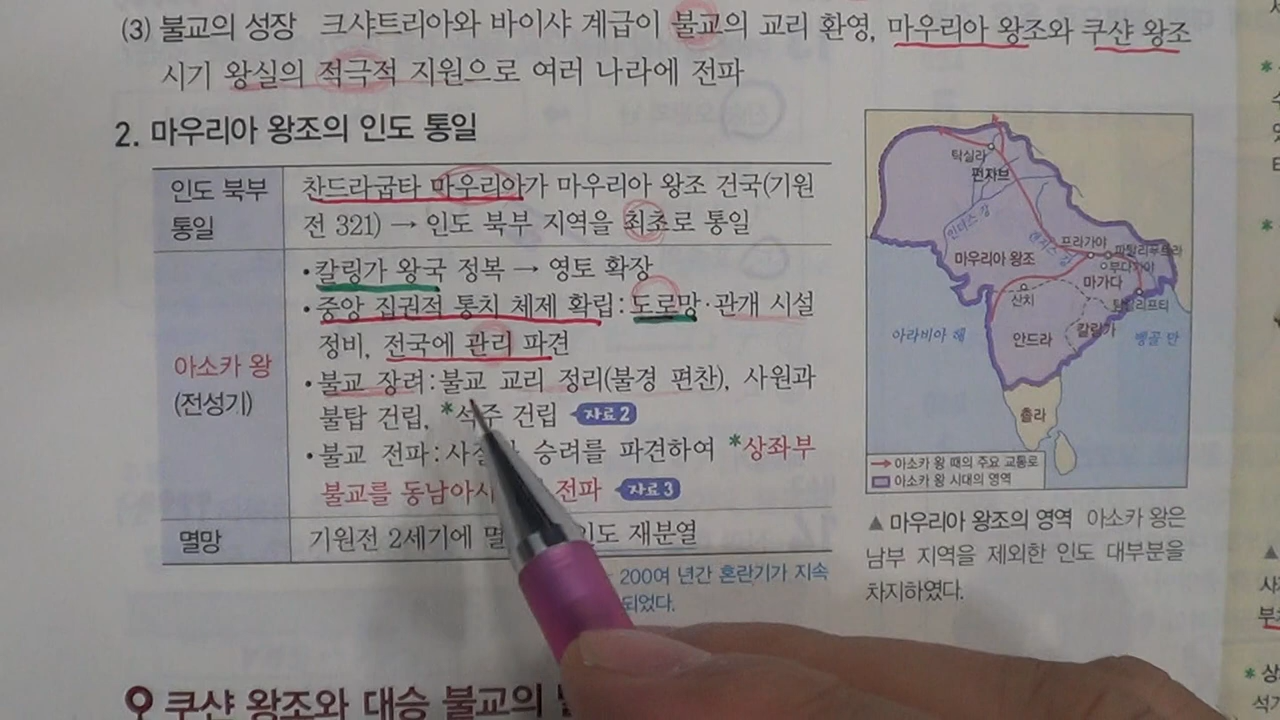 (3) 불교의 성장 크샤트리아와 바이샤 계급이 불교의 교리 환영, 마우리아 왕조와 쿠샨 왕조
시기 왕실의 적극적 지원으로 여러 나라에 전파
2. 마우리아 왕조의 인도 통일
인도 북부
통일
찬드라굽타 마우리아가 마우리아 왕조 건국(기원
전 321) → 인도 북부 지역을 최초로 통일
아소카 왕
(전성기)
• 칼링가 왕국 정복 → 영토 확장
• 중앙 집권적 통치 체제 확립: 도로망·관개 시설
정비, 전국에 관리 파견
• 불교 장려: 불교 교리 정리(불경 편찬), 사원과
불탑 건립, *석주 건립 자료2
• 불교 전파: 승려를 파견하여 *상좌부
불교를 동남아시 전파 자료3
멸망
기원전 2세기에 멸 인도 재분열
200여 년간 혼란기가 지속
되었다.
탁실라
펀자브
인더스 강
갠지스 강
프라가야
파탈리푸트라
부다가야
마우리아 왕조
마가다
산치
탐랄리프티
아라비아 해
안드라
칼링가
벵골 만
촐라
→ 아소카 왕 때의 주요 교통로
아소카 왕 시대의 영역
▲ 마우리아 왕조의 영역 아소카 왕은
남부 지역을 제외한 인도 대부분을
차지하였다.
쿠샨 왕조와 대승 불교의
* 상
석기